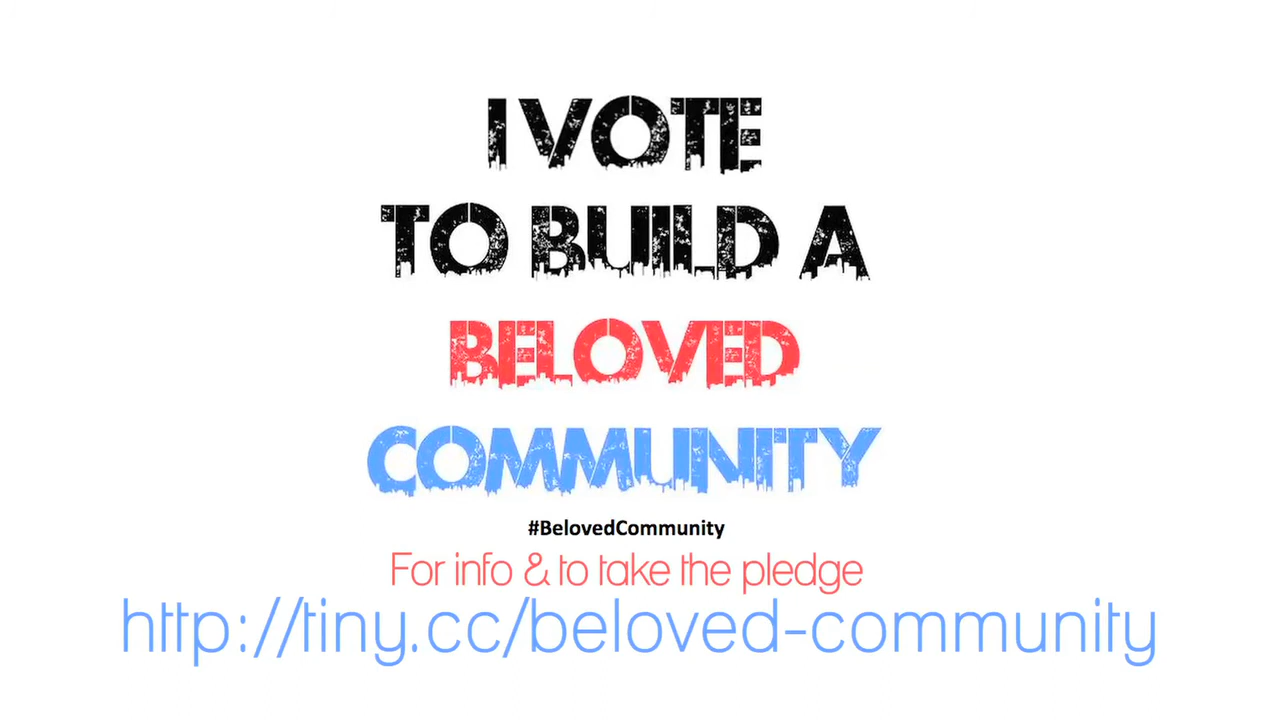 I VOTE
TO BUILD A
BELOVED
COMMUNITY
#BelovedCommunity
For info & to take the pledge
http://tiny.cc/beloved-community